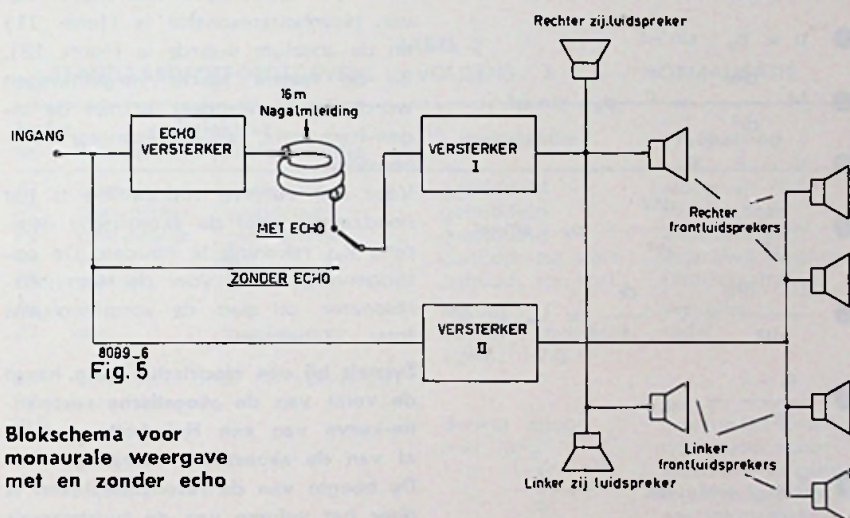 Rechter zij.luidspreker
16m
Nagalmleiding
INGANG
ECHO
VERSTERKER
VERSTERKER
I
MET ECHO
Rechter
frontluidsprekers
ZONDER ECHO
VERSTERKER
II
8089_6
Fig. 5
Blokschema voor
monaurale weergave
met en zonder echo
Linker
frontluidsprekers
Linker zij luidspreker